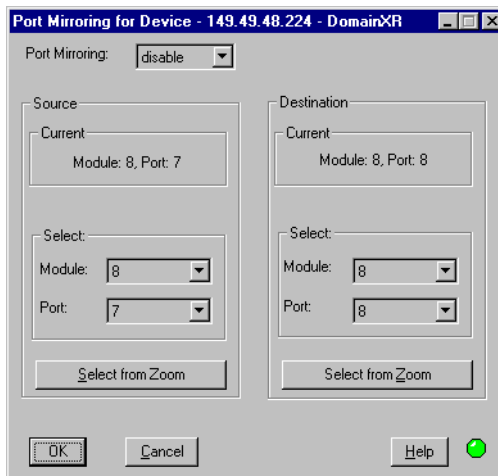 Port Mirroring for Device - 149.49.48.224 - DomainXR
Port Mirroring: disable
Source
Current
Module: 8, Port: 7
Select:
Module: 8
Port: 7
Select from Zoom
Destination
Current
Module: 8, Port: 8
Select:
Module: 8
Port: 8
Select from Zoom
OK Cancel Help